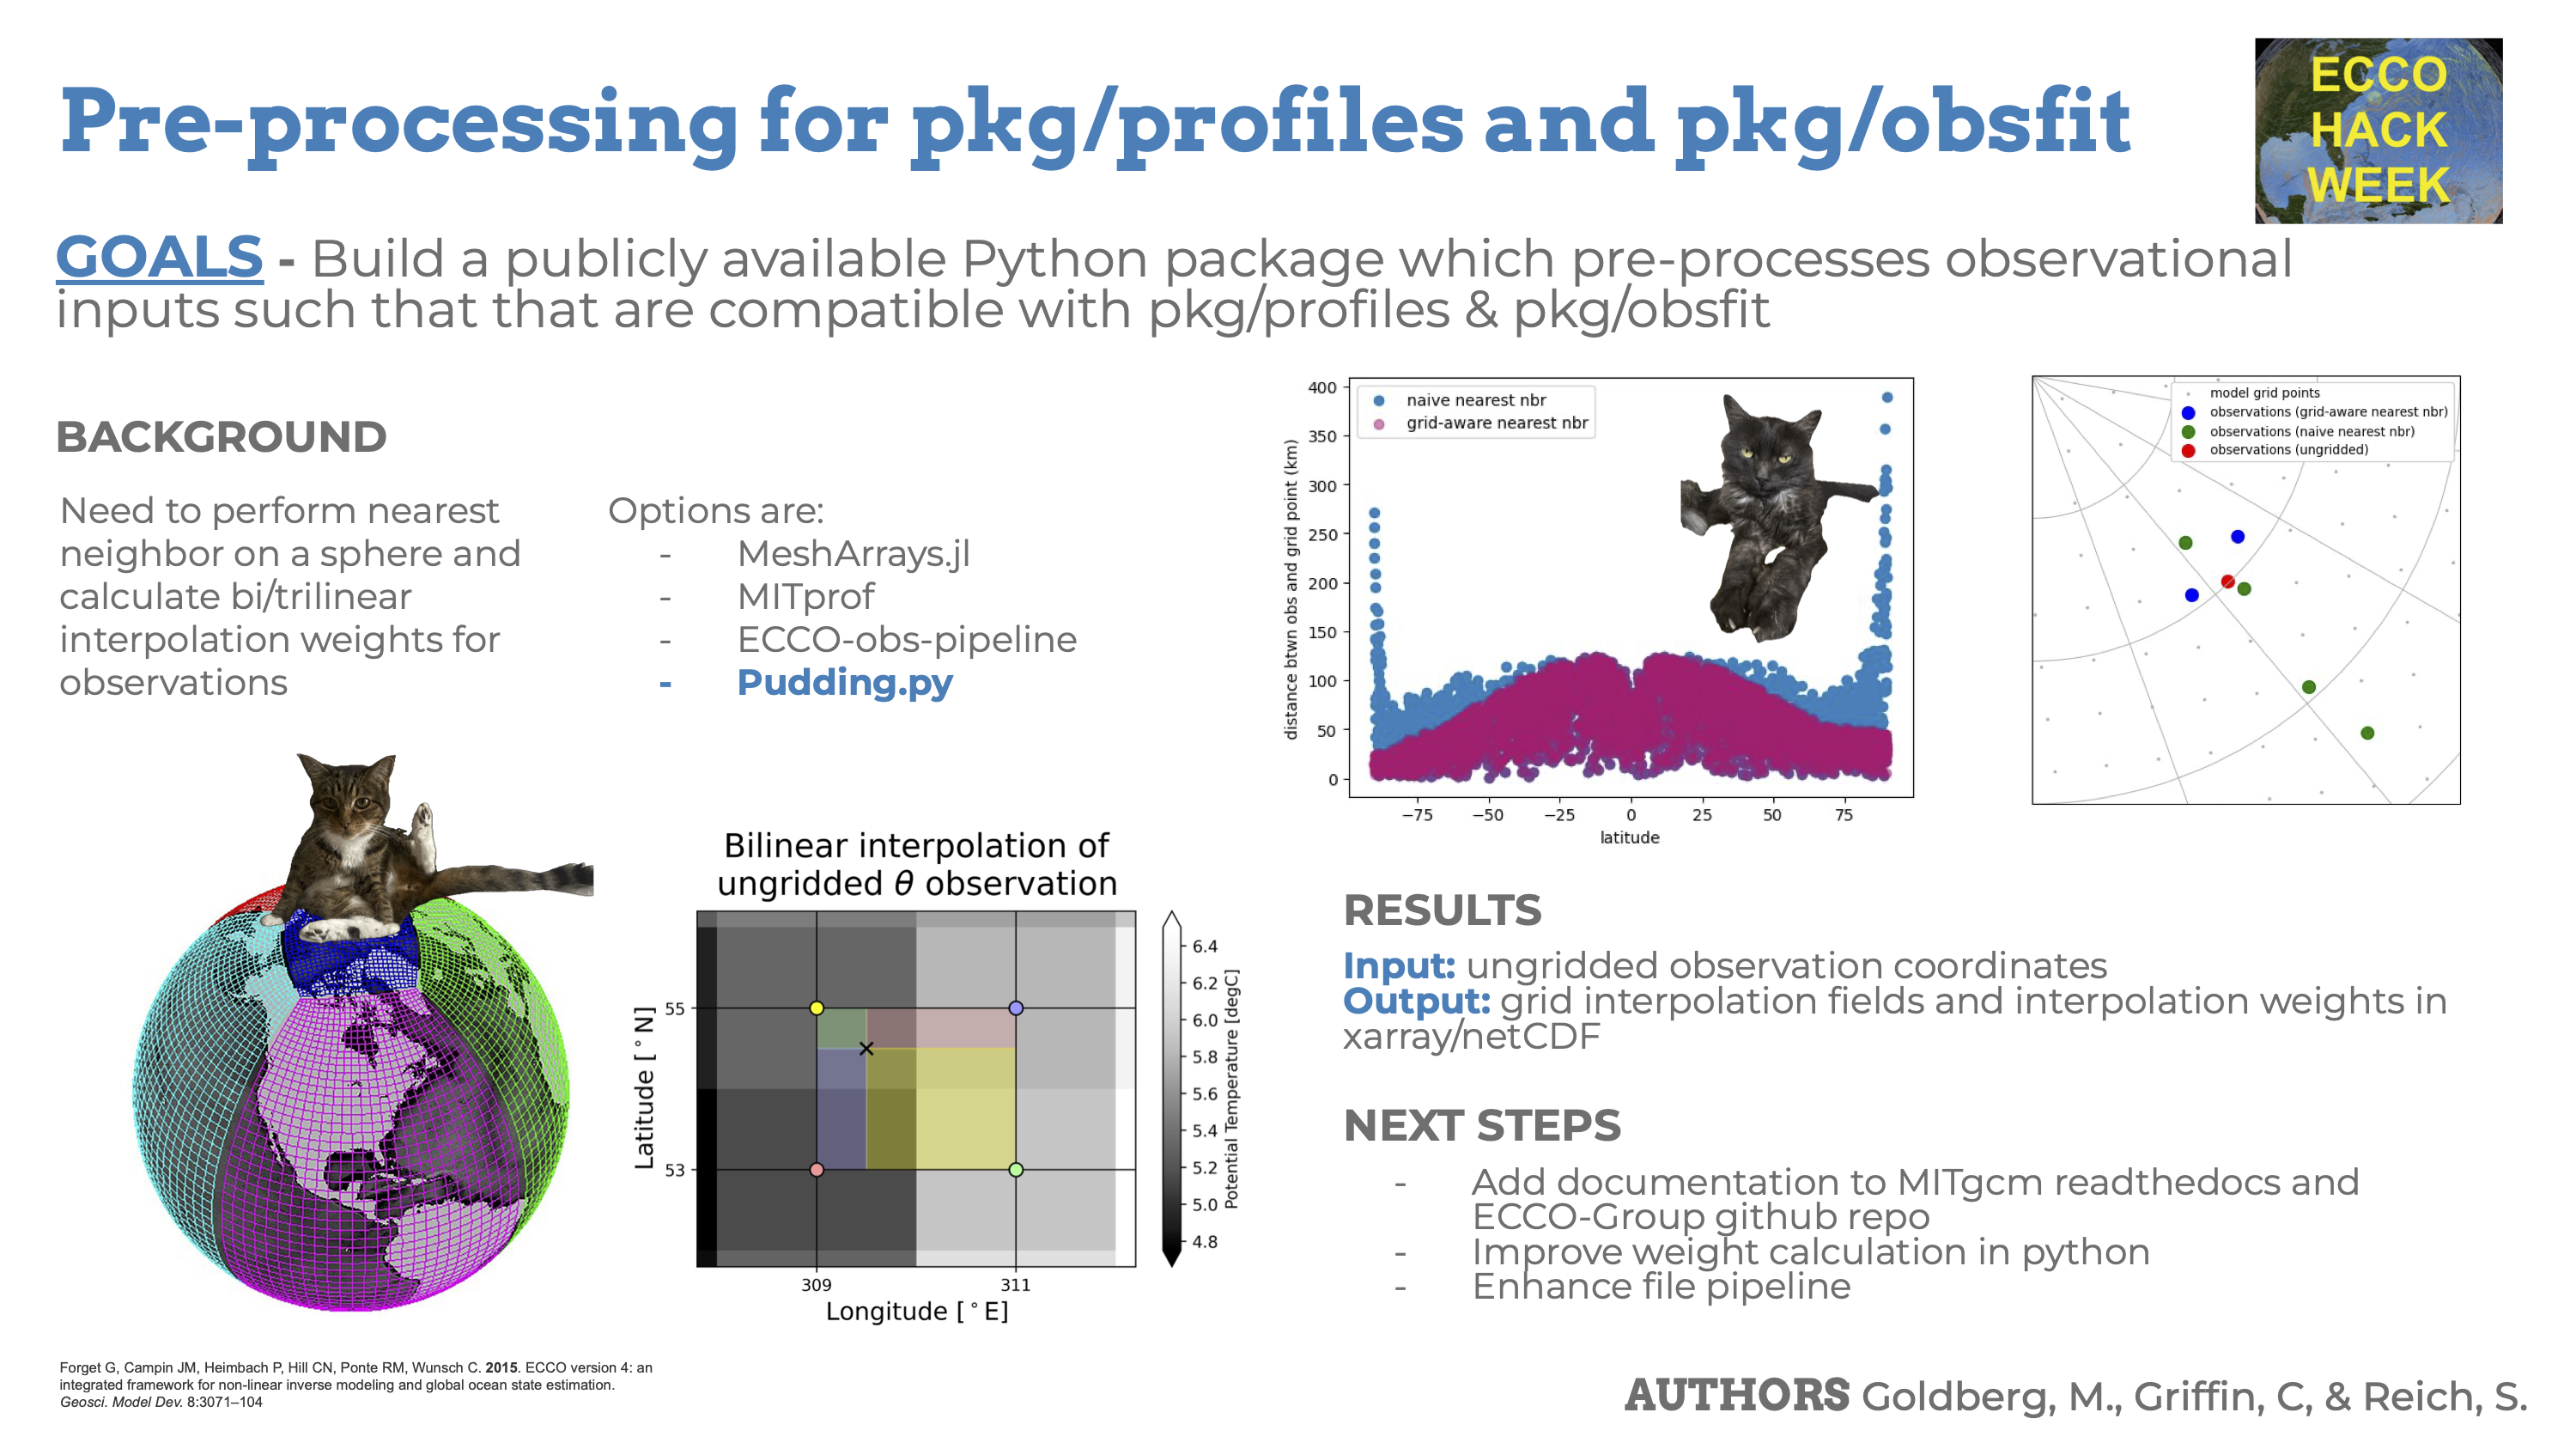 Pre-processing for pkg/profiles and pkg/obsfit
ECCO
HACK
WEEK
GOALS - Build a publicly available Python package which pre-processes observational
inputs such that that are compatible with pkg/profiles & pkg/obsfit
BACKGROUND
Need to perform nearest
neighbor on a sphere and
calculate bi/trilinear
interpolation weights for
observations
Options are:
- MeshArrays.jl
- MITprof
- ECCO-obs-pipeline
- Pudding.py
Bilinear interpolation of
ungridded θ observation
Latitude [°N]
55
53
309
311
Longitude [°E]
6.4
6.2
6.0
5.8
5.6
5.4
5.2
5.0
4.8
Potential Temperature [degC]
Forget G, Campin JM, Heimbach P, Hill CN, Ponte RM, Wunsch C. 2015. ECCO version 4: an
integrated framework for non-linear inverse modeling and global ocean state estimation.
Geosci. Model Dev. 8:3071–104
naive nearest nbr
grid-aware nearest nbr
distance btwn obs and grid point (km)
400
350
300
250
200
150
100
50
0
−75
−50
−25
0
25
50
75
latitude
model grid points
observations (grid-aware nearest nbr)
observations (naive nearest nbr)
observations (ungridded)
RESULTS
Input: ungridded observation coordinates
Output: grid interpolation fields and interpolation weights in
xarray/netCDF
NEXT STEPS
- Add documentation to MITgcm readthedocs and
ECCO-Group github repo
- Improve weight calculation in python
- Enhance file pipeline
AUTHORS Goldberg, M., Griffin, C, & Reich, S.